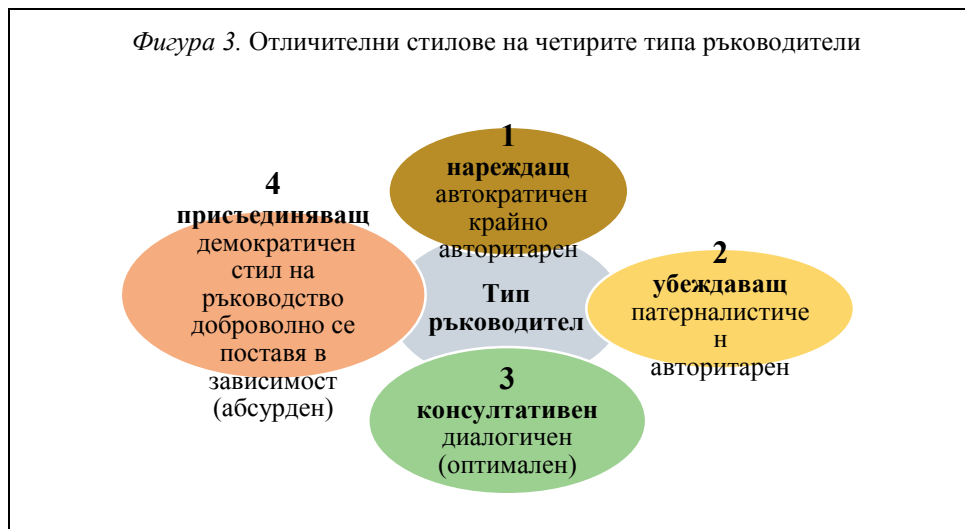 Фигура 3. Отличителни стилове на четирите типа ръководители
1
нареждащ
автократичен
крайно
авторитарен
2
убеждаващ
патерналистиче
н
авторитарен
3
консултативен
диалогичен
(оптимален)
4
присъединяващ
демократичен
стил на
ръководство
доброволно се
поставя в
зависимост
(абсурден)
Тип
ръководител